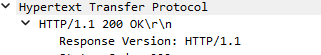 Hypertext Transfer Protocol
HTTP/1.1 200 OK\r\n
Response Version: HTTP/1.1